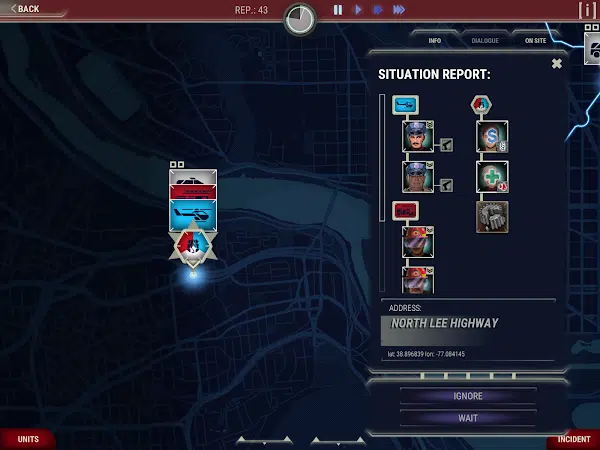 BACK
REP.: 43
[i]
INFO
DIALOGUE
ON SITE
SITUATION REPORT:
ADDRESS:
NORTH LEE HIGHWAY
lat: 38.896839 lon: -77.084145
IGNORE
WAIT
UNITS
INCIDENT